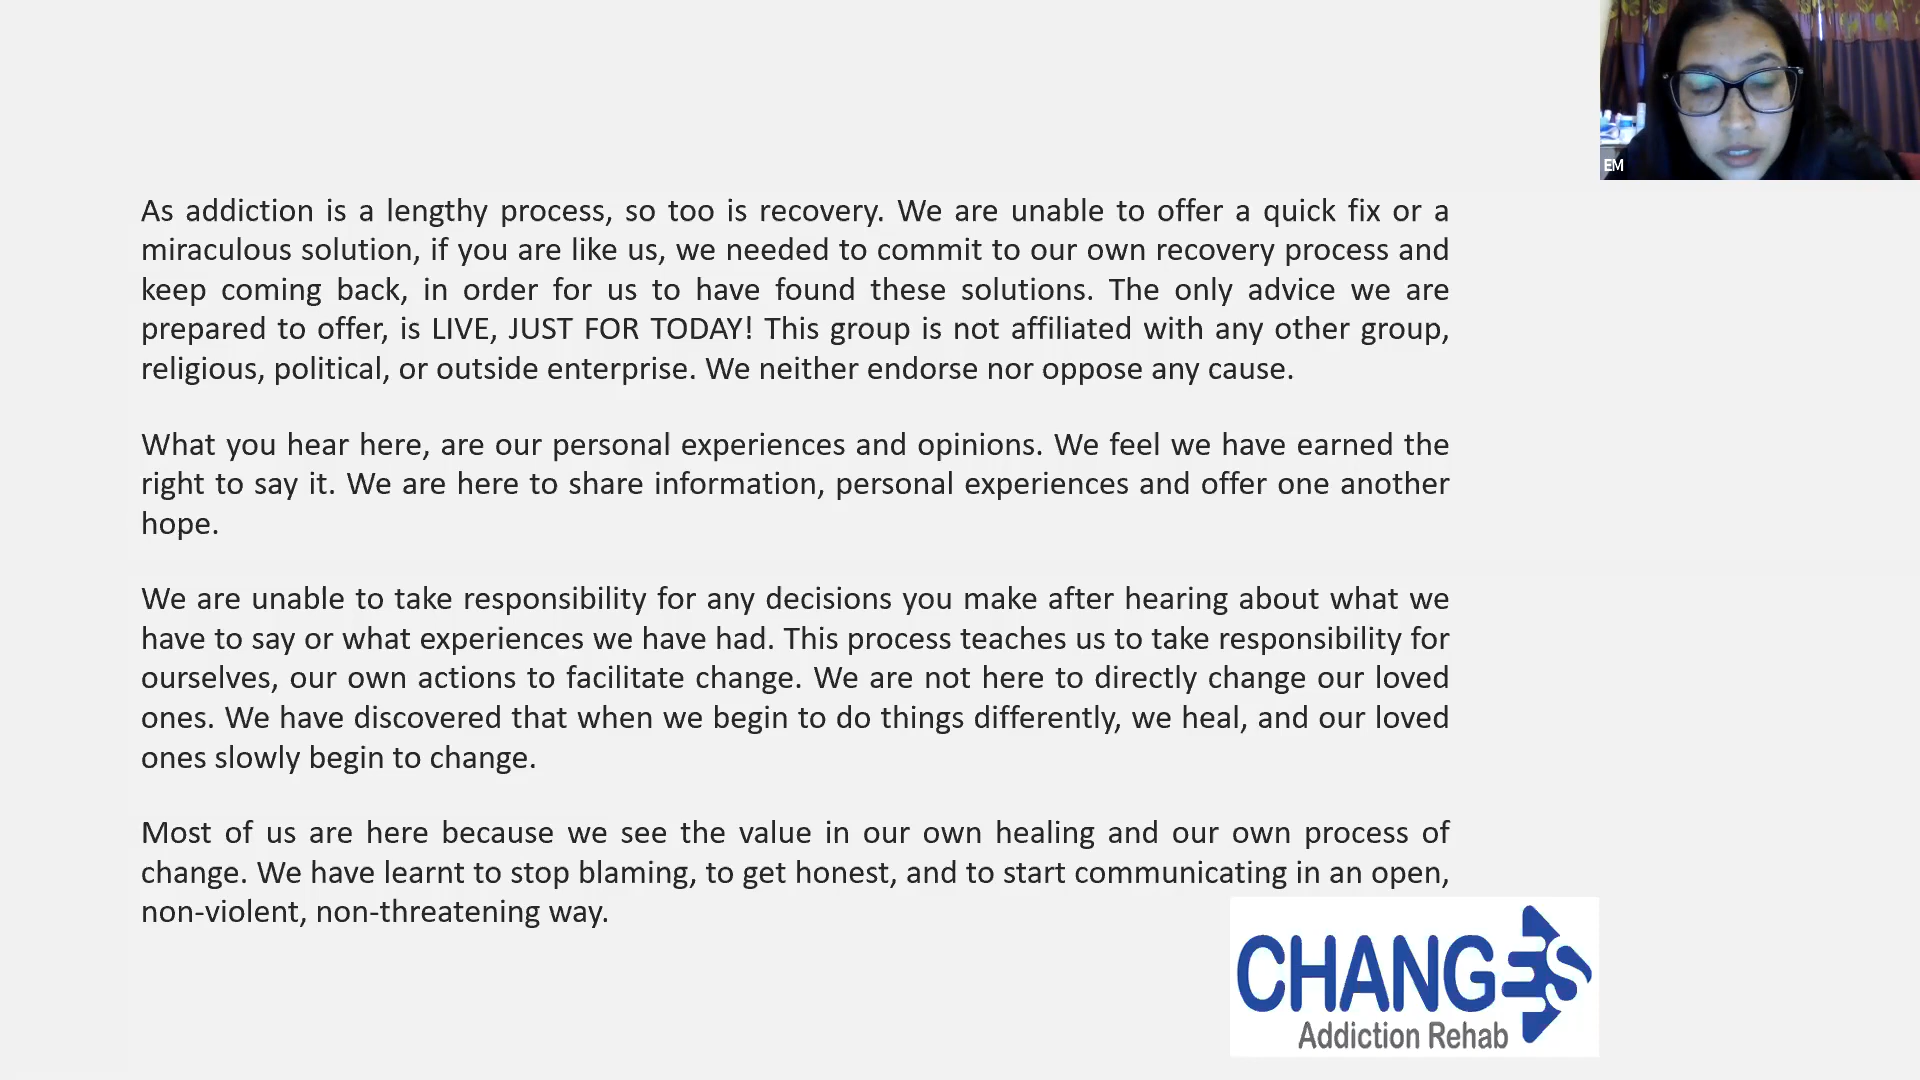 EM
As addiction is a lengthy process, so too is recovery. We are unable to offer a quick fix or a
miraculous solution, if you are like us, we needed to commit to our own recovery process and
keep coming back, in order for us to have found these solutions. The only advice we are
prepared to offer, is LIVE, JUST FOR TODAY! This group is not affiliated with any other group,
religious, political, or outside enterprise. We neither endorse nor oppose any cause.
What you hear here, are our personal experiences and opinions. We feel we have earned the
right to say it. We are here to share information, personal experiences and offer one another
hope.
We are unable to take responsibility for any decisions you make after hearing about what we
have to say or what experiences we have had. This process teaches us to take responsibility for
ourselves, our own actions to facilitate change. We are not here to directly change our loved
ones. We have discovered that when we begin to do things differently, we heal, and our loved
ones slowly begin to change.
Most of us are here because we see the value in our own healing and our own process of
change. We have learnt to stop blaming, to get honest, and to start communicating in an open,
non-violent, non-threatening way.
CHANGES
Addiction Rehab